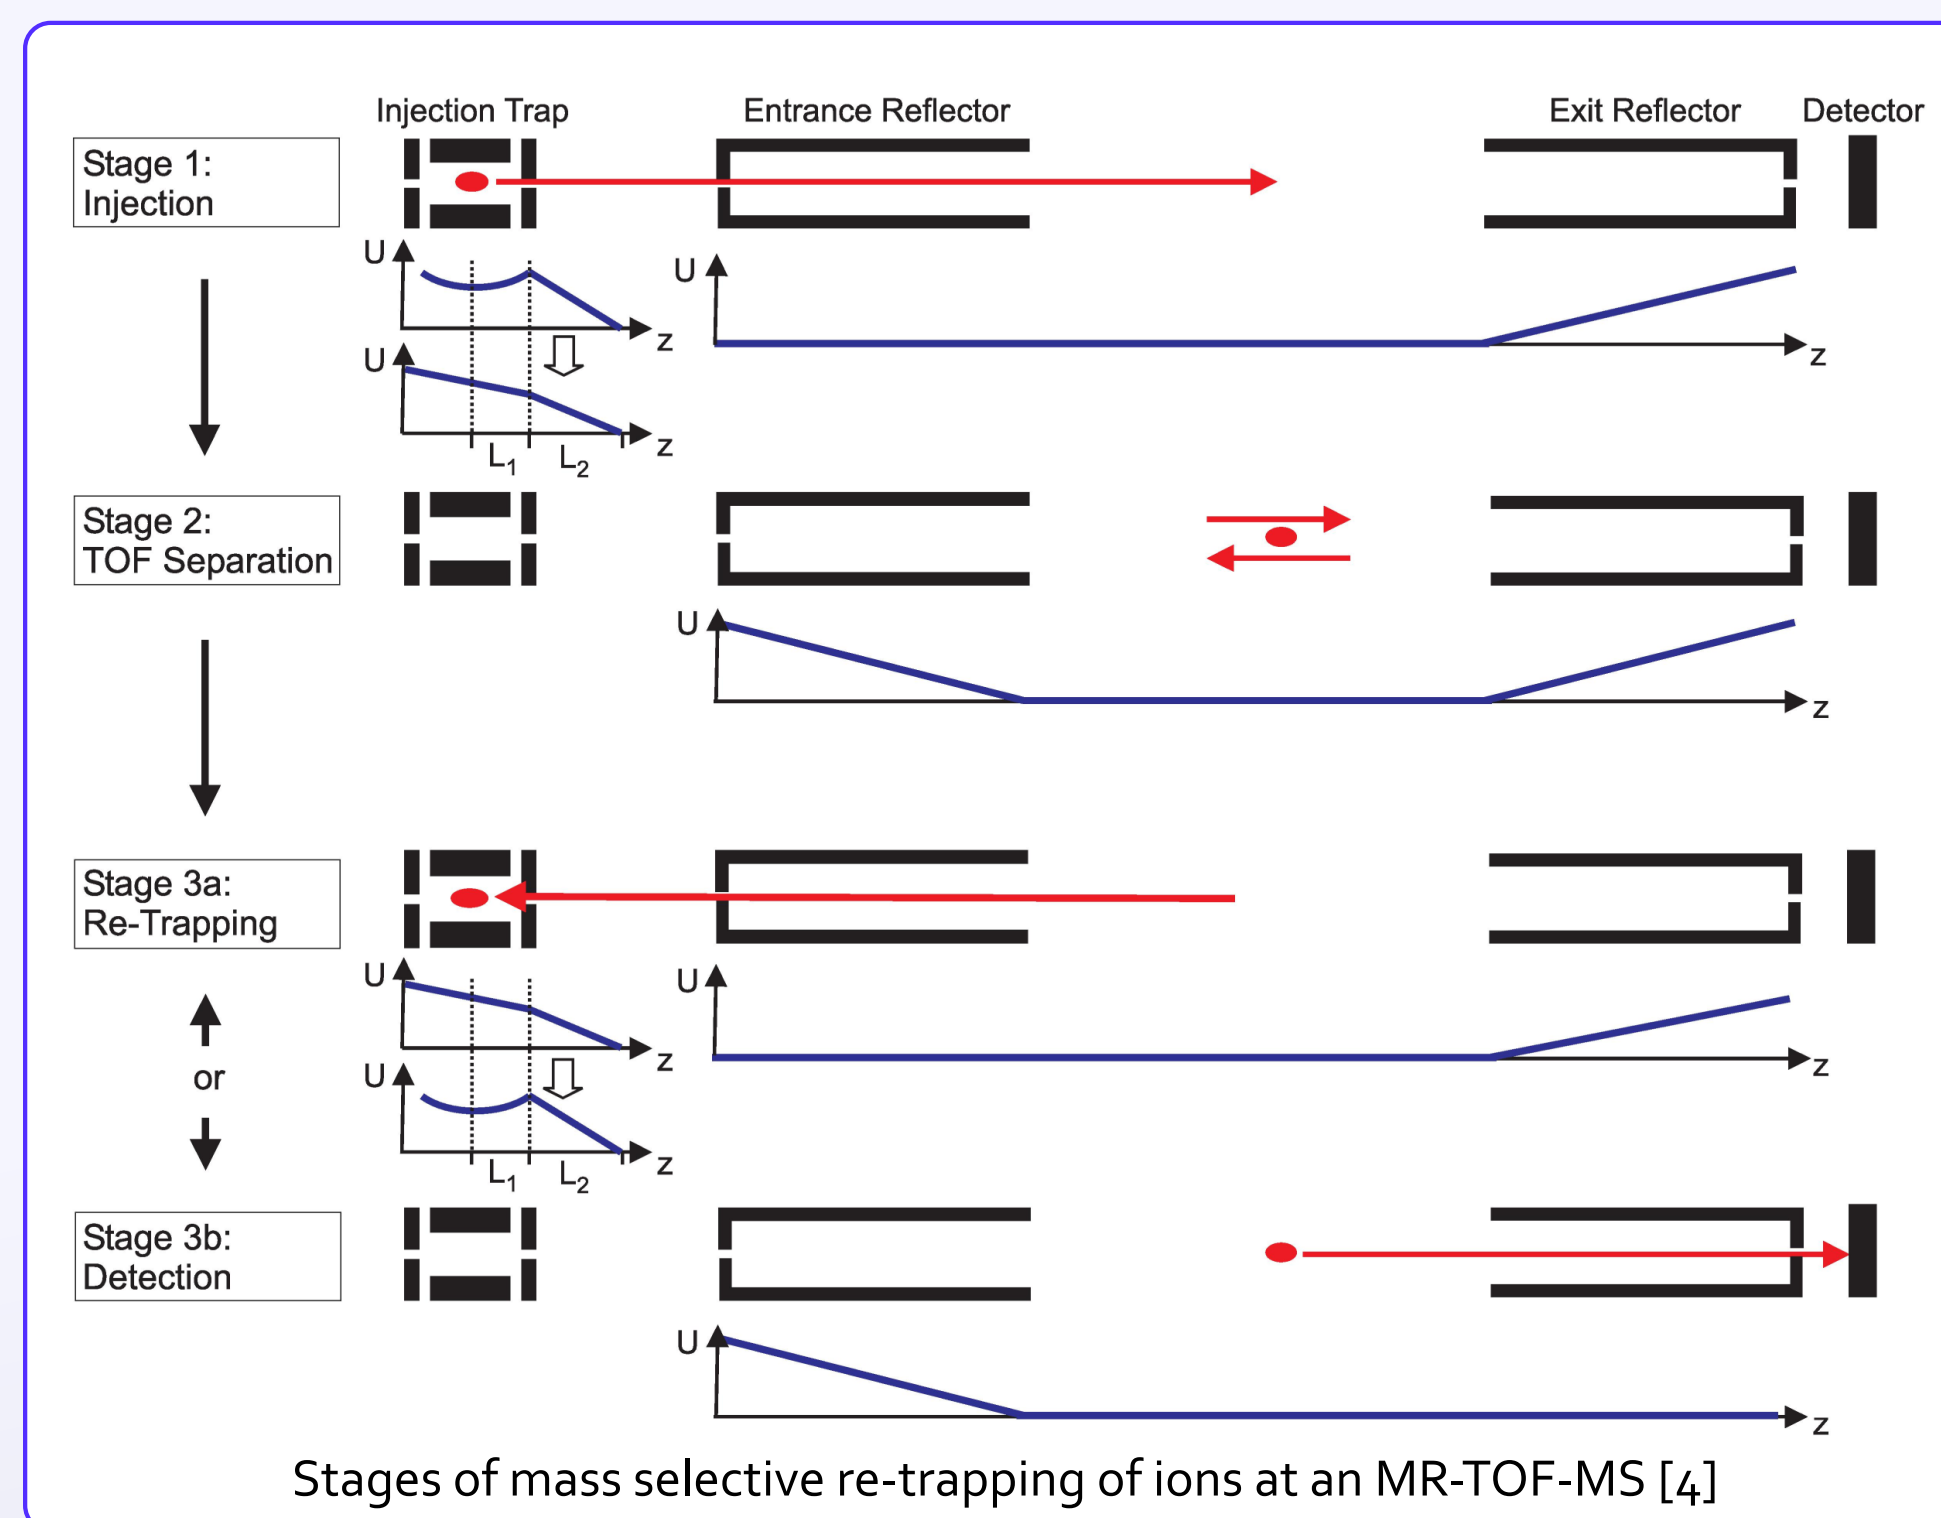 Injection Trap
Entrance Reflector
Exit Reflector
Detector
Stage 1:
Injection
U
z
U
z
L1
L2
U
z
Stage 2:
TOF Separation
U
z
Stage 3a:
Re-Trapping
U
z
U
z
L1
L2
U
z
or
Stage 3b:
Detection
U
z
Stages of mass selective re-trapping of ions at an MR-TOF-MS [4]